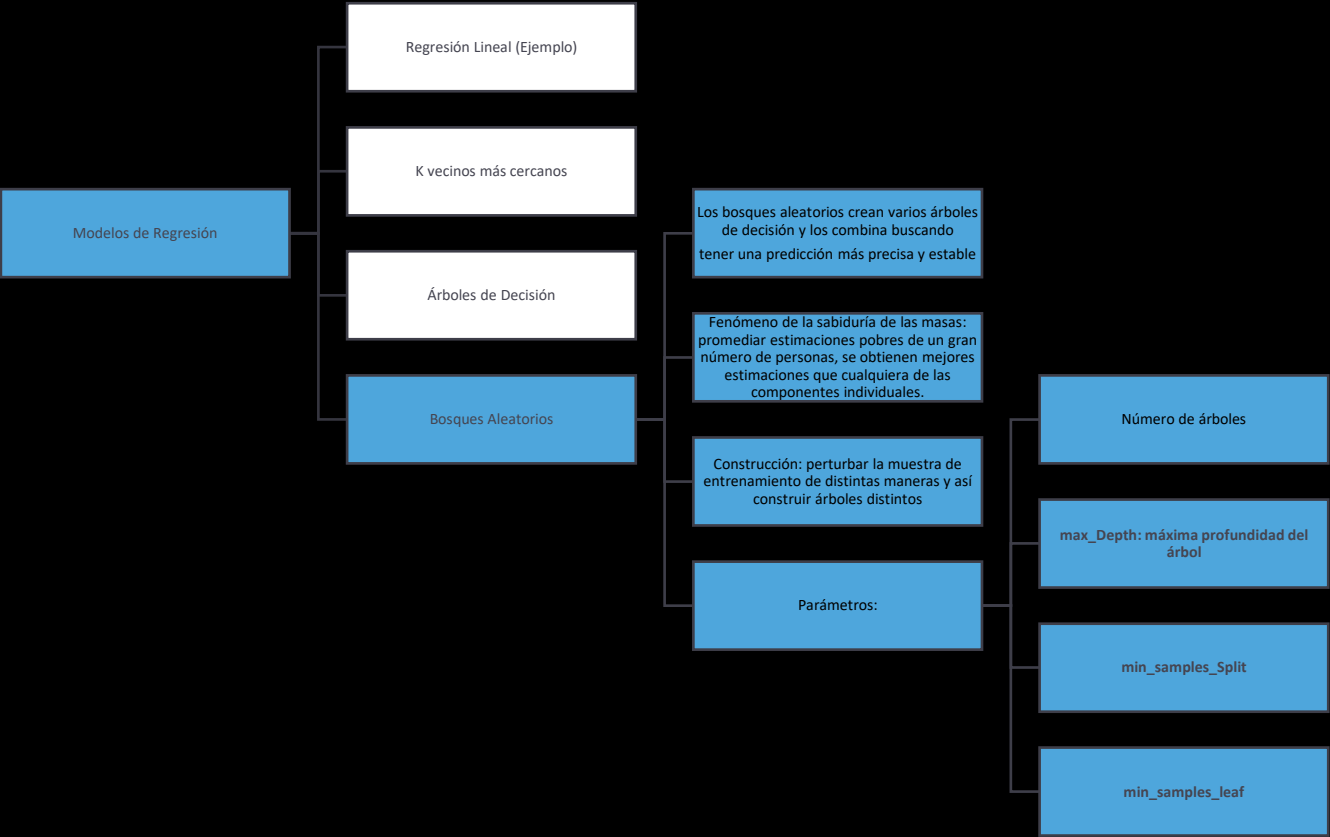 Regresión Lineal (Ejemplo)
K vecinos más cercanos
Modelos de Regresión
Árboles de Decisión
Bosques Aleatorios
Los bosques aleatorios crean varios árboles
de decisión y los combina buscando
tener una predicción más precisa y estable
Fenómeno de la sabiduría de las masas:
promediar estimaciones pobres de un gran
número de personas, se obtienen mejores
estimaciones que cualquiera de las
componentes individuales.
Construcción: perturbar la muestra de
entrenamiento de distintas maneras y así
construir árboles distintos
Parámetros:
Número de árboles
max_Depth: máxima profundidad del
árbol
min_samples_Split
min_samples_leaf